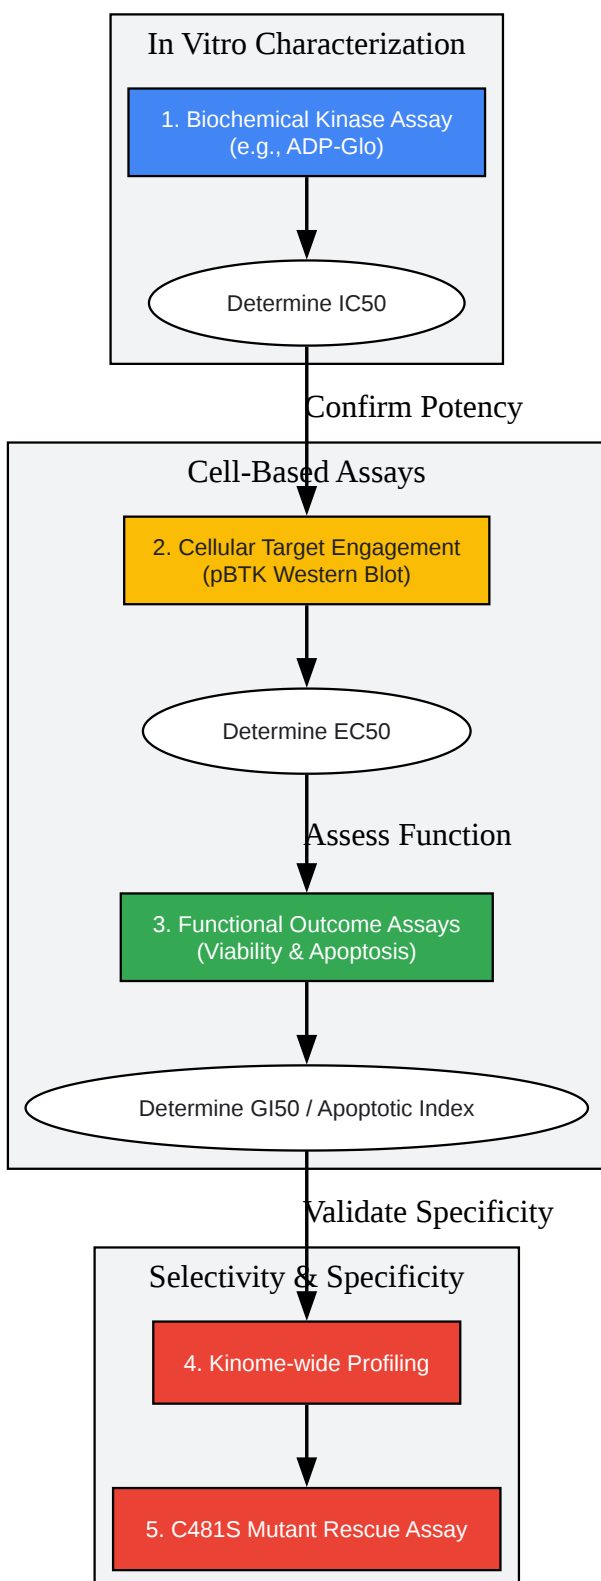 In Vitro Characterization
1. Biochemical Kinase Assay
(e.g., ADP-Glo)
Determine IC50
Confirm Potency
Cell-Based Assays
2. Cellular Target Engagement
(pBTK Western Blot)
Determine EC50
Assess Function
3. Functional Outcome Assays
(Viability & Apoptosis)
Determine GI50 / Apoptotic Index
Validate Specificity
Selectivity & Specificity
4. Kinome-wide Profiling
5. C481S Mutant Rescue Assay